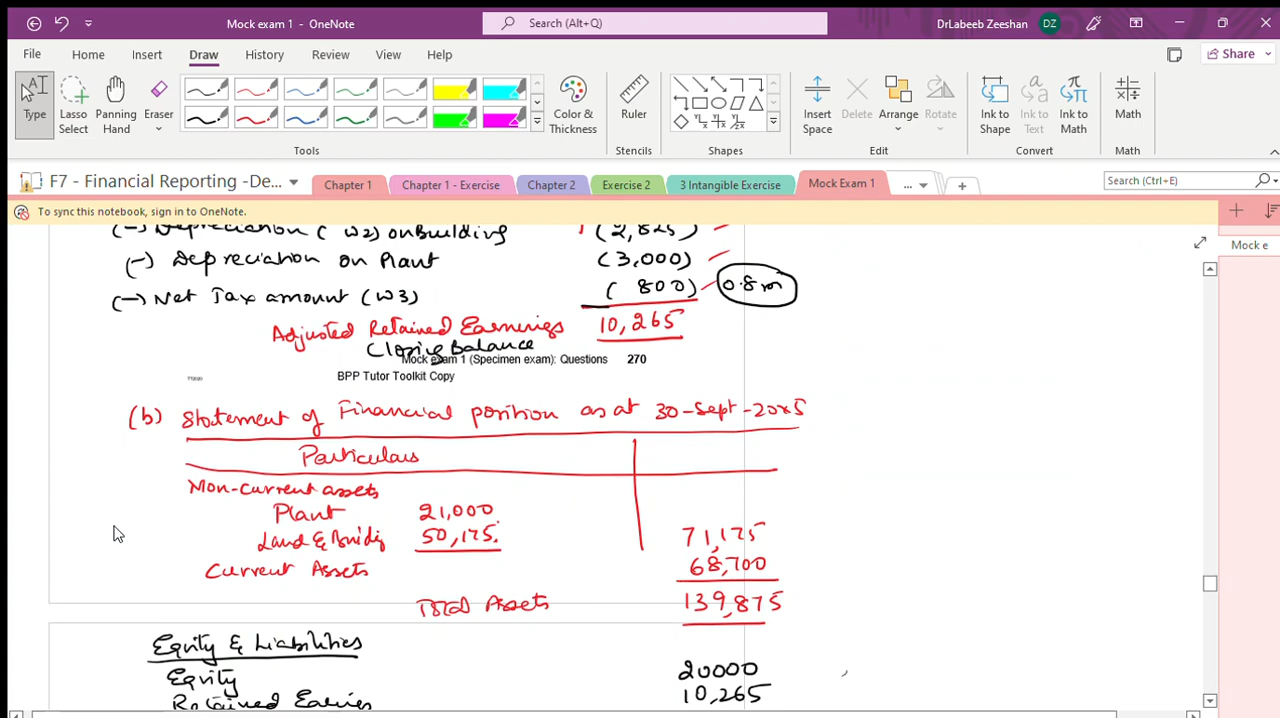 Mock exam 1 - OneNote
Search (Alt+Q)
DrLabeeb Zeeshan
DZ
File Home Insert Draw History Review View Help
Share
Type
Lasso Select
Panning Hand
Eraser
Color & Thickness
Ruler
Insert Space
Delete
Arrange
Rotate
Ink to Shape
Ink to Text
Ink to Math
Math
Tools
Stencils
Shapes
Edit
Convert
Math
F7 - Financial Reporting -De...
Chapter 1
Chapter 1 - Exercise
Chapter 2
Exercise 2
3 Intangible Exercise
Mock Exam 1
...
Search (Ctrl+E)
To sync this notebook, sign in to OneNote.
Mock e
(-) Depreciation (W2) on Building (2,825)
(-) Depreciation on Plant (3,000)
(-) Net Tax amount (W3) (800) 0.8m
Adjusted Retained Earnings 10,265
Closing Balance
Mock exam 1 (Specimen exam): Questions 270
BPP Tutor Toolkit Copy
(b) Statement of Financial position as at 30-Sept-20x5
Particulars
Non-current assets
Plant 21,000
50,175 71,175
Current Assets 68,700
Total Assets 139,875
Equity & Liabilities
Equity 20000
Retained 10,265